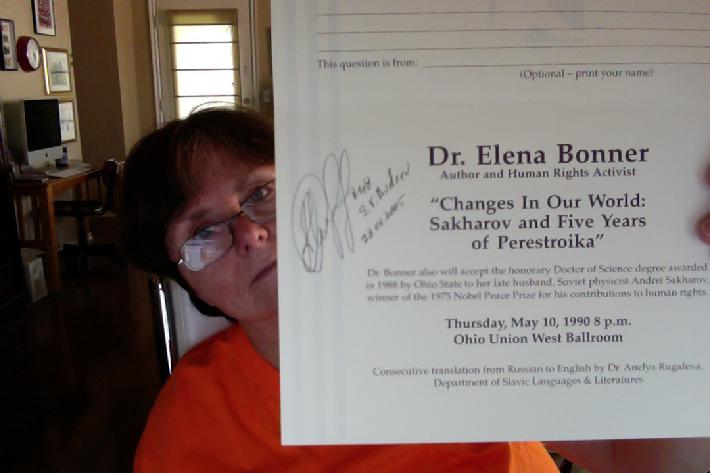 This question is from:
(Optional – print your name)
Dr. Elena Bonner
Author and Human Rights Activist
“Changes In Our World:
Sakharov and Five Years
of Perestroika”
Dr. Bonner also will accept the honorary Doctor of Science degree awarded
in 1988 by Ohio State to her late husband, Soviet physicist Andrei Sakharov,
winner of the 1975 Nobel Peace Prize for his contributions to human rights.
Thursday, May 10, 1990 8 p.m.
Ohio Union West Ballroom
Consecutive translation from Russian to English by Dr. Anelya Rugaleva,
Department of Slavic Languages & Literatures